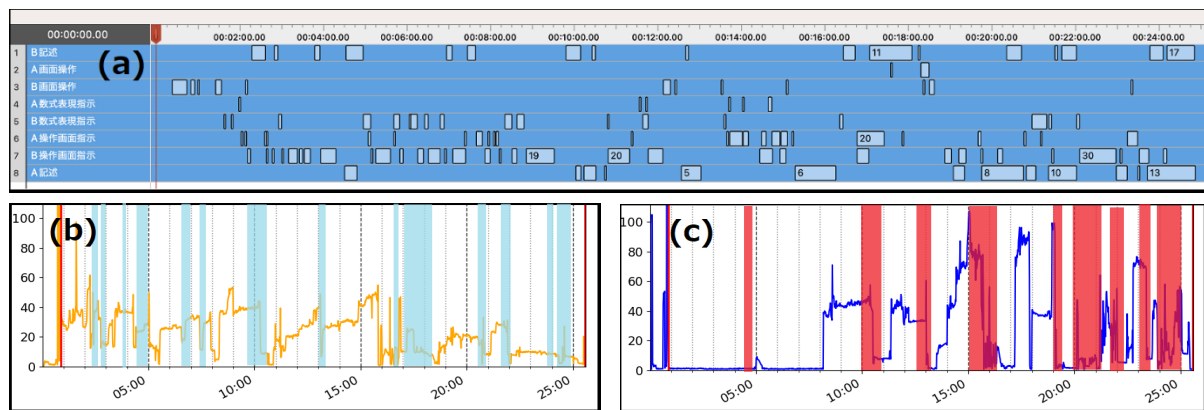 00:00:00.00 00:02:00.00 00:04:00.00 00:06:00.00 00:08:00.00 00:10:00.00 00:12:00.00 00:14:00.00 00:16:00.00 00:18:00.00 00:20:00.00 00:22:00.00 00:24:00.00
(a)
1 B記述 11 17
2 A画面操作
3 B画面操作
4 A数式表現指示
5 B数式表現指示
6 A操作画面指示 20
7 B操作画面指示 19 20 30
8 A記述 5 6 8 10 13
(b)
100
80
60
40
20
0
05:00 10:00 15:00 20:00 25:00
(c)
100
80
60
40
20
0
05:00 10:00 15:00 20:00 25:00